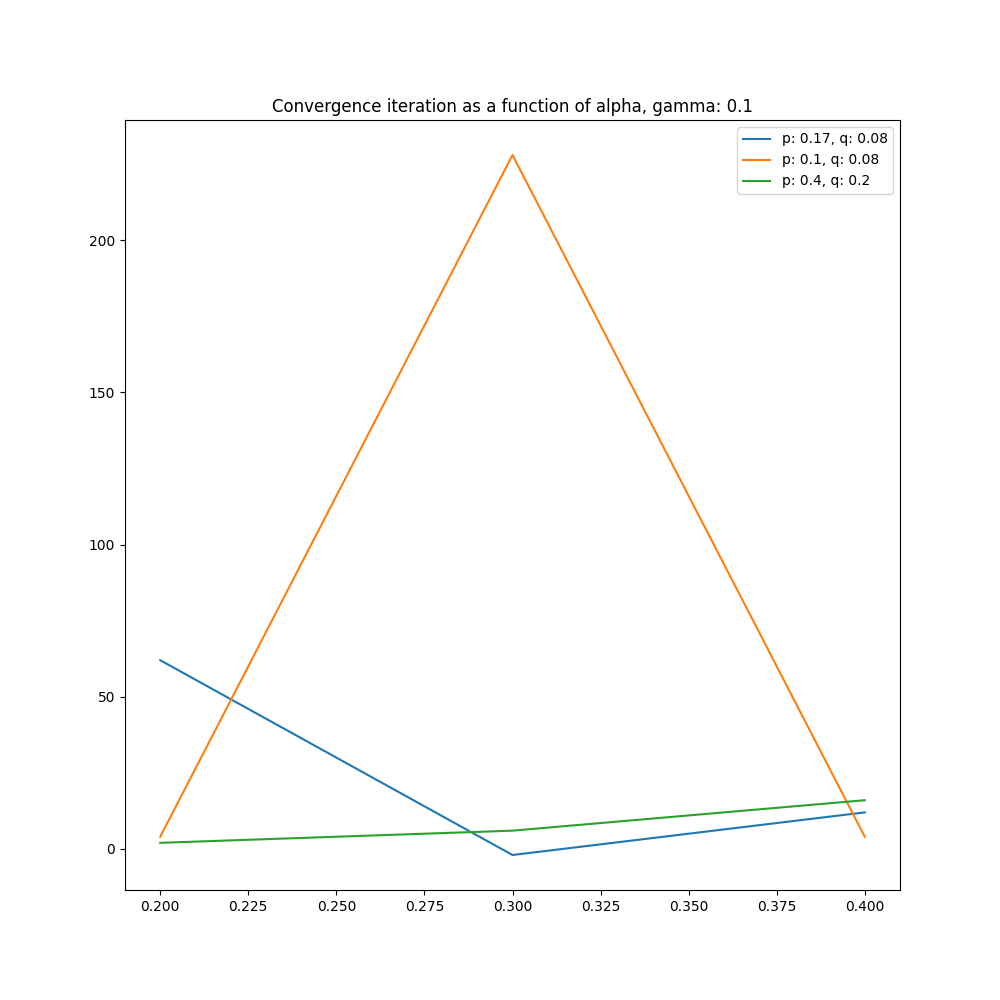 Convergence iteration as a function of alpha, gamma: 0.1
p: 0.17, q: 0.08
p: 0.1, q: 0.08
p: 0.4, q: 0.2
200
150
100
50
0
0.200 0.225 0.250 0.275 0.300 0.325 0.350 0.375 0.400